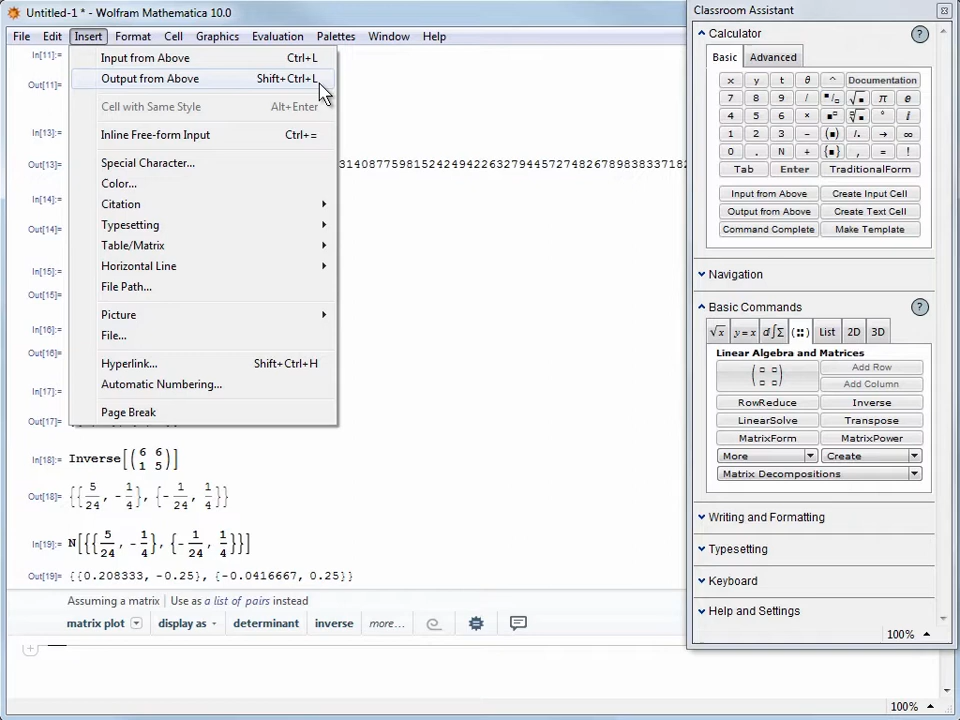 Untitled-1 * - Wolfram Mathematica 10.0
File Edit Insert Format Cell Graphics Evaluation Palettes Window Help
Input from Above Ctrl+L
Output from Above Shift+Ctrl+L
Cell with Same Style Alt+Enter
Inline Free-form Input Ctrl+=
Special Character...
Color...
Citation
Typesetting
Table/Matrix
Horizontal Line
File Path...
Picture
File...
Hyperlink... Shift+Ctrl+H
Automatic Numbering...
Page Break
In[11]:=
Out[11]=
In[13]:=
Out[13]= 3140877598152424994226327944572748267898383371 82
In[14]:=
Out[14]=
In[15]:=
Out[15]=
In[16]:=
Out[16]=
In[17]:=
Out[17]=
In[18]:= Inverse[(6 6
1 5)]
Out[18]= {{5/24, -1/4}, {-1/24, 1/4}}
In[19]:= N[{{5/24, -1/4}, {-1/24, 1/4}}]
Out[19]= {{0.208333, -0.25}, {-0.0416667, 0.25}}
Assuming a matrix | Use as a list of pairs instead
matrix plot display as determinant inverse more...
100%
Classroom Assistant
Calculator ?
Basic Advanced
x y t θ ^ Documentation
7 8 9 / ▪/▫ √▪ π e
4 5 6 × ▪▫ ▫√▪ ° i
1 2 3 − (▪) /. → ∞
0 . N + {▪} , = !
Tab Enter TraditionalForm
Input from Above Create Input Cell
Output from Above Create Text Cell
Command Complete Make Template
Navigation
Basic Commands ?
√x y=x d∫Σ (::) List 2D 3D
Linear Algebra and Matrices
Add Row
Add Column
RowReduce Inverse
LinearSolve Transpose
MatrixForm MatrixPower
More Create
Matrix Decompositions
Writing and Formatting
Typesetting
Keyboard
Help and Settings
100%